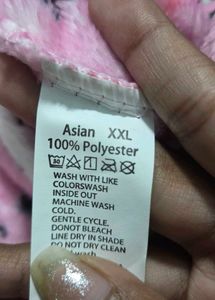 Asian XXL
100% Polyester
WASH WITH LIKE
COLORSWASH
INSIDE OUT
MACHINE WASH
COLD.
GENTLE CYCLE.
DONOT BLEACH
LINE DRY IN SHADE
DO NOT DRY CLEAN
wash